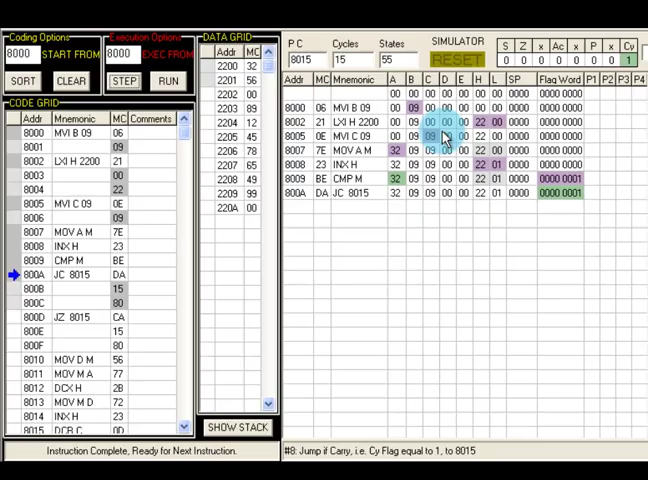 Coding Options
8000 START FROM
SORT CLEAR
Execution Options
8000 EXEC FROM
STEP RUN
CODE GRID
Addr Mnemonic MC Comments
8000 MVI B 09 06
8001 09
8002 LXI H 2200 21
8003 00
8004 22
8005 MVI C 09 0E
8006 09
8007 MOV A M 7E
8008 INX H 23
8009 CMP M BE
800A JC 8015 DA
800B 15
800C 80
800D JZ 8015 CA
800E 15
800F 80
8010 MOV D M 56
8011 MOV M A 77
8012 DCX H 2B
8013 MOV M D 72
8014 INX H 23
8015 DCR C 0D
Instruction Complete, Ready for Next Instruction.
DATA GRID
Addr MC
2200 32
2201 56
2202 00
2203 89
2204 12
2205 45
2206 78
2207 65
2208 31
2209 99
220A 00
SHOW STACK
P C Cycles States SIMULATOR
8015 15 55 RESET
S Z x Ac x P x Cy
0 0 0 0 0 0 0 1
Addr MC Mnemonic A B C D E H L SP Flag Word P1 P2 P3 P4
00 00 00 00 00 00 00 0000 0000 0000
8000 06 MVI B 09 00 09 00 00 00 00 00 0000 0000 0000
8002 21 LXI H 2200 00 09 00 00 00 22 00 0000 0000 0000
8005 0E MVI C 09 00 09 09 00 00 22 00 0000 0000 0000
8007 7E MOV A M 32 09 09 00 00 22 00 0000 0000 0000
8008 23 INX H 32 09 09 00 00 22 01 0000 0000 0000
8009 BE CMP M 32 09 09 00 00 22 01 0000 0000 0001
800A DA JC 8015 32 09 09 00 00 22 01 0000 0000 0001
#8: Jump if Carry, i.e. Cy Flag equal to 1, to 8015